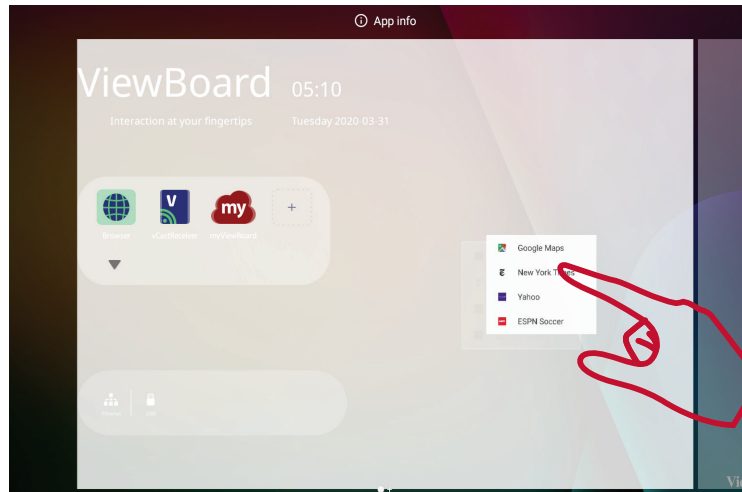 App info
ViewBoard 05:10
Interaction at your fingertips Tuesday 2020-03-31
V
my
+
Browser vCastReceiver myViewBoard
Google Maps
New York Times
Yahoo
ESPN Soccer
USB